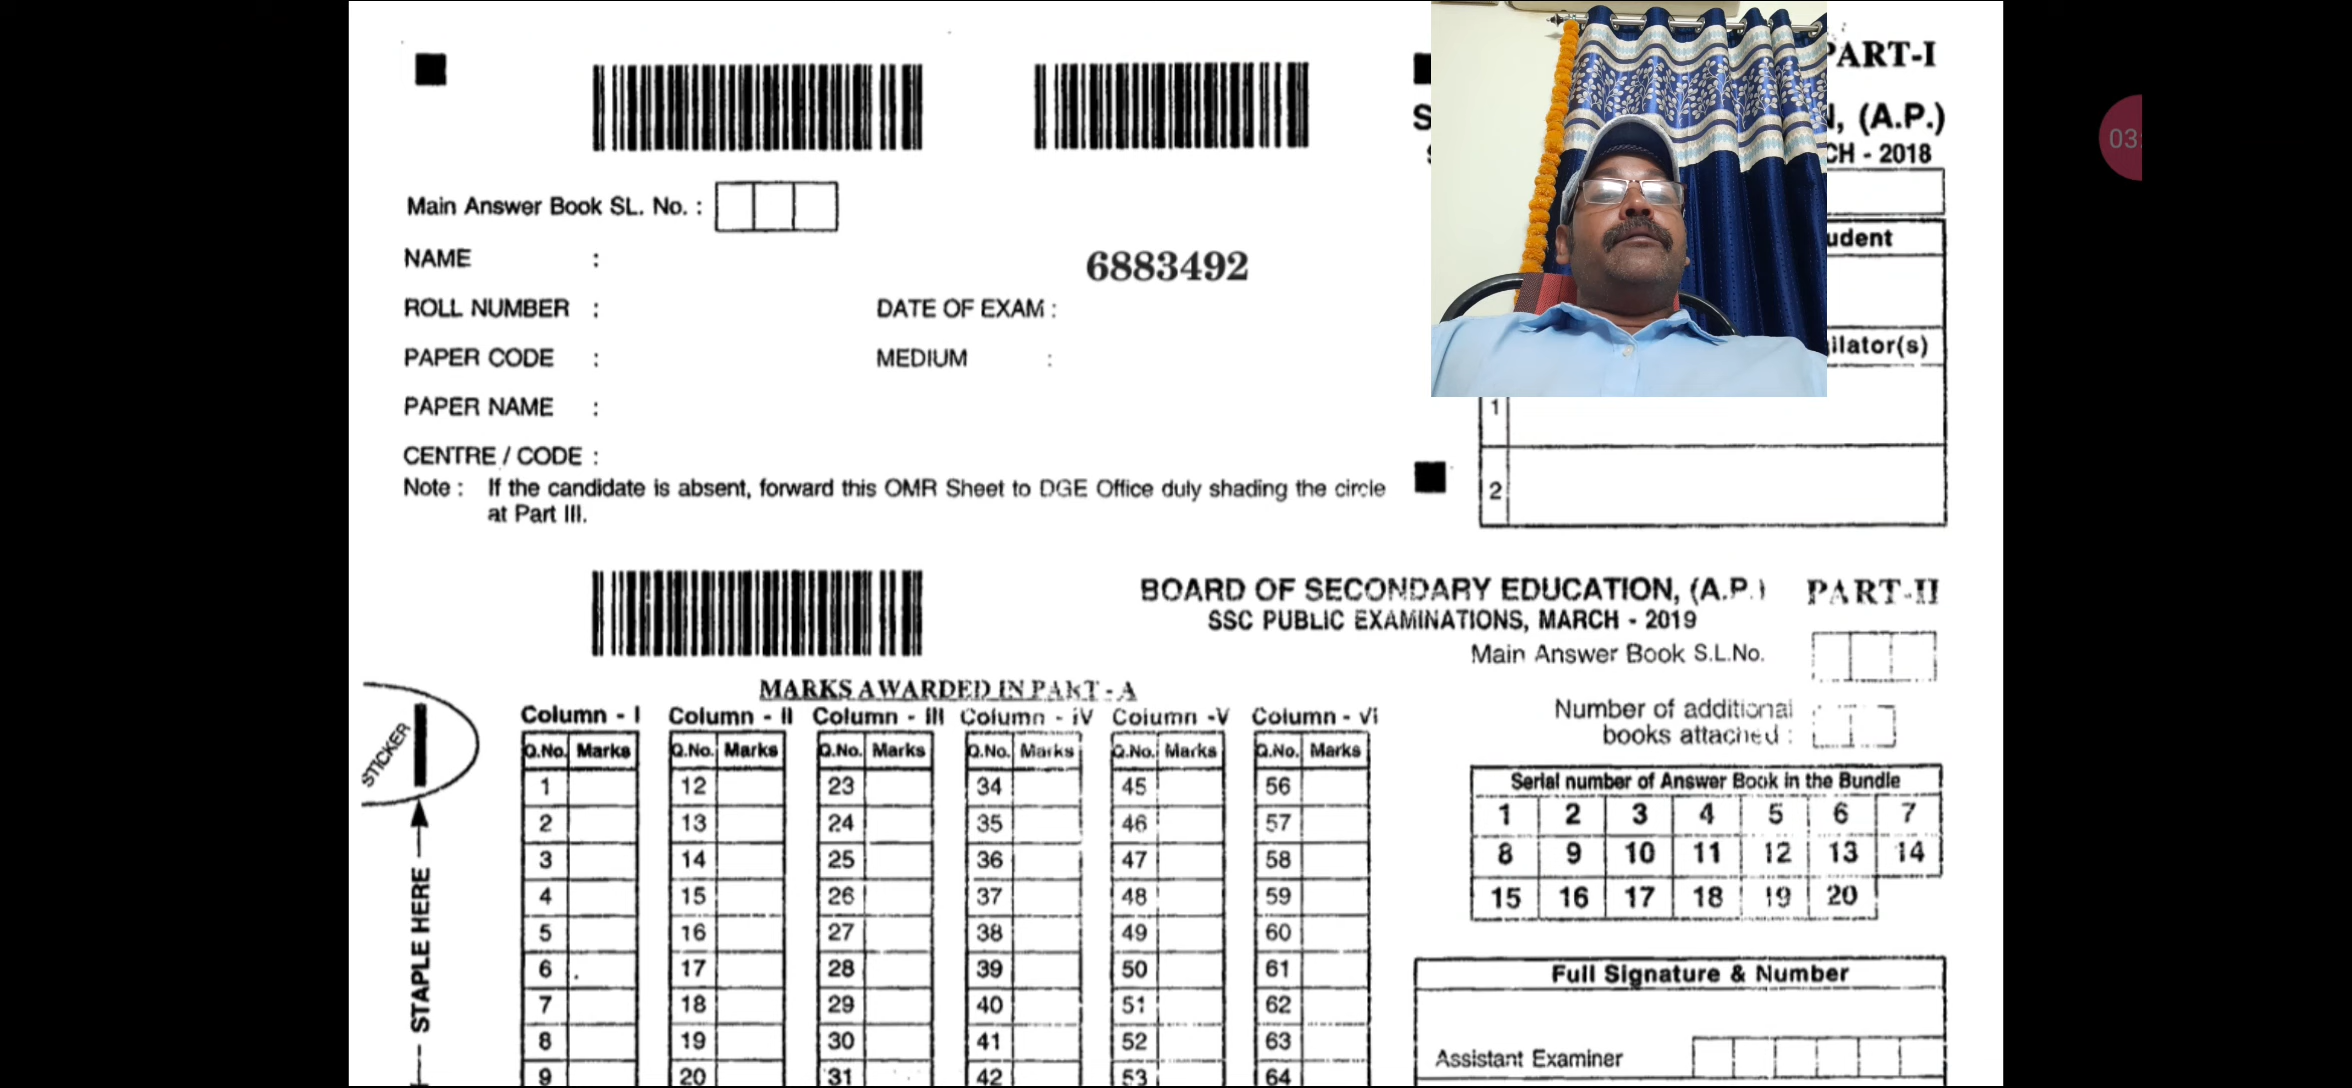 PART-I
S
N, (A.P.)
CH - 2018
Main Answer Book SL. No. :
NAME :
6883492
udent
ROLL NUMBER :
DATE OF EXAM :
PAPER CODE :
MEDIUM :
ilator(s)
PAPER NAME :
1
CENTRE / CODE :
Note : If the candidate is absent, forward this OMR Sheet to DGE Office duly shading the circle
at Part III.
2
BOARD OF SECONDARY EDUCATION, (A.P.) PART-II
SSC PUBLIC EXAMINATIONS, MARCH - 2019
Main Answer Book S.L.No.
MARKS AWARDED IN PART - A
Number of additional
books attached :
Column - I Column - II Column - III Column - IV Column -V Column - VI
Q.No. Marks Q.No. Marks Q.No. Marks Q.No. Marks Q.No. Marks Q.No. Marks
1 12 23 34 45 56
2 13 24 35 46 57
3 14 25 36 47 58
4 15 26 37 48 59
5 16 27 38 49 60
6 17 28 39 50 61
7 18 29 40 51 62
8 19 30 41 52 63
9 20 31 42 53 64
STICKER
STAPLE HERE
Serial number of Answer Book in the Bundle
1 2 3 4 5 6 7
8 9 10 11 12 13 14
15 16 17 18 19 20
Full Signature & Number
Assistant Examiner
03: